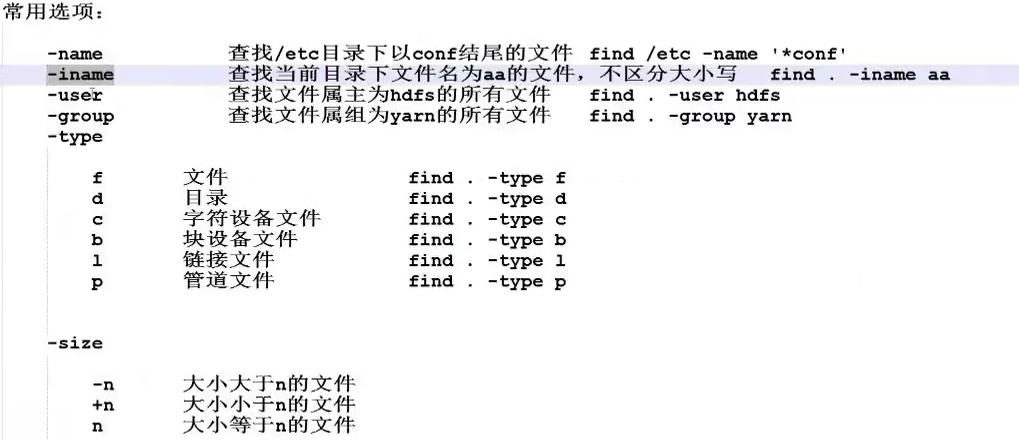 常用选项：
-name 查找/etc目录下以conf结尾的文件 find /etc -name '*conf'
-iname 查找当前目录下文件名为aa的文件，不区分大小写 find . -iname aa
-user 查找文件属主为hdfs的所有文件 find . -user hdfs
-group 查找文件属组为yarn的所有文件 find . -group yarn
-type
f 文件 find . -type f
d 目录 find . -type d
c 字符设备文件 find . -type c
b 块设备文件 find . -type b
l 链接文件 find . -type l
p 管道文件 find . -type p
-size
-n 大小大于n的文件
+n 大小小于n的文件
n 大小等于n的文件